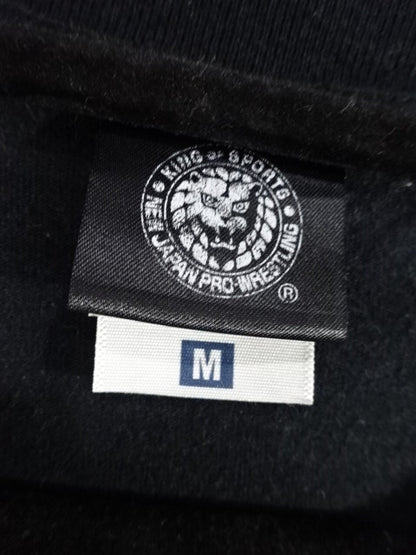 KING OF SPORTS
NEW JAPAN PRO-WRESTLING
®
M